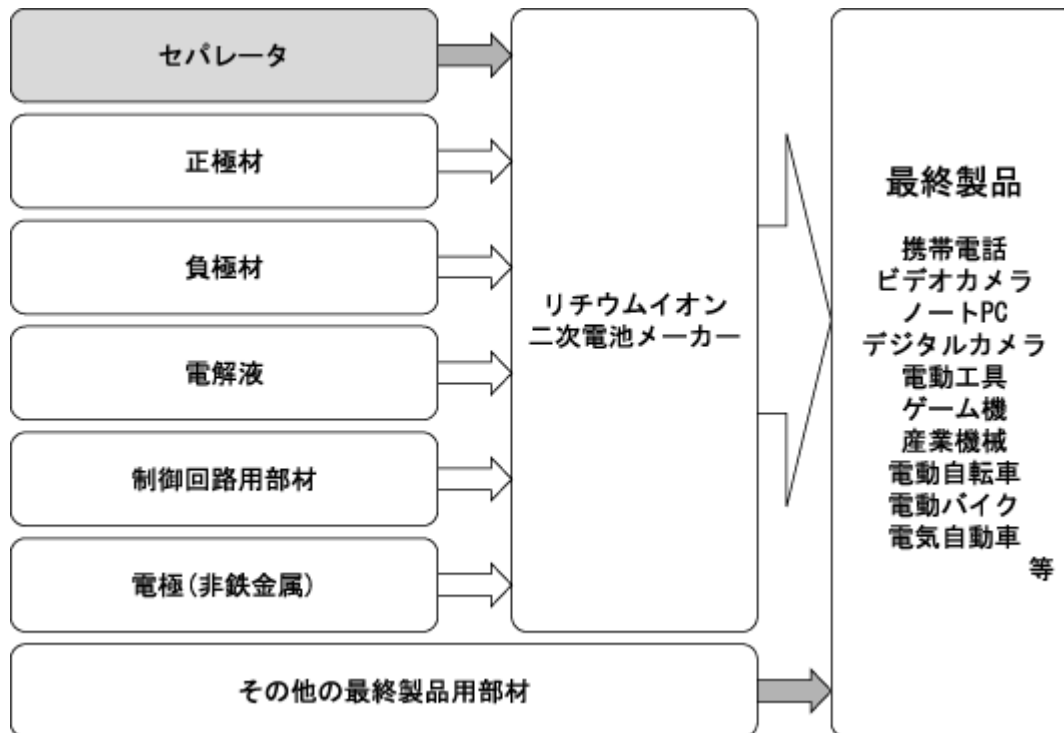 セパレータ
正極材
負極材
電解液
制御回路用部材
電極(非鉄金属)
その他の最終製品用部材
リチウムイオン
二次電池メーカー
最終製品
携帯電話
ビデオカメラ
ノートPC
デジタルカメラ
電動工具
ゲーム機
産業機械
電動自転車
電動バイク
電気自動車
等